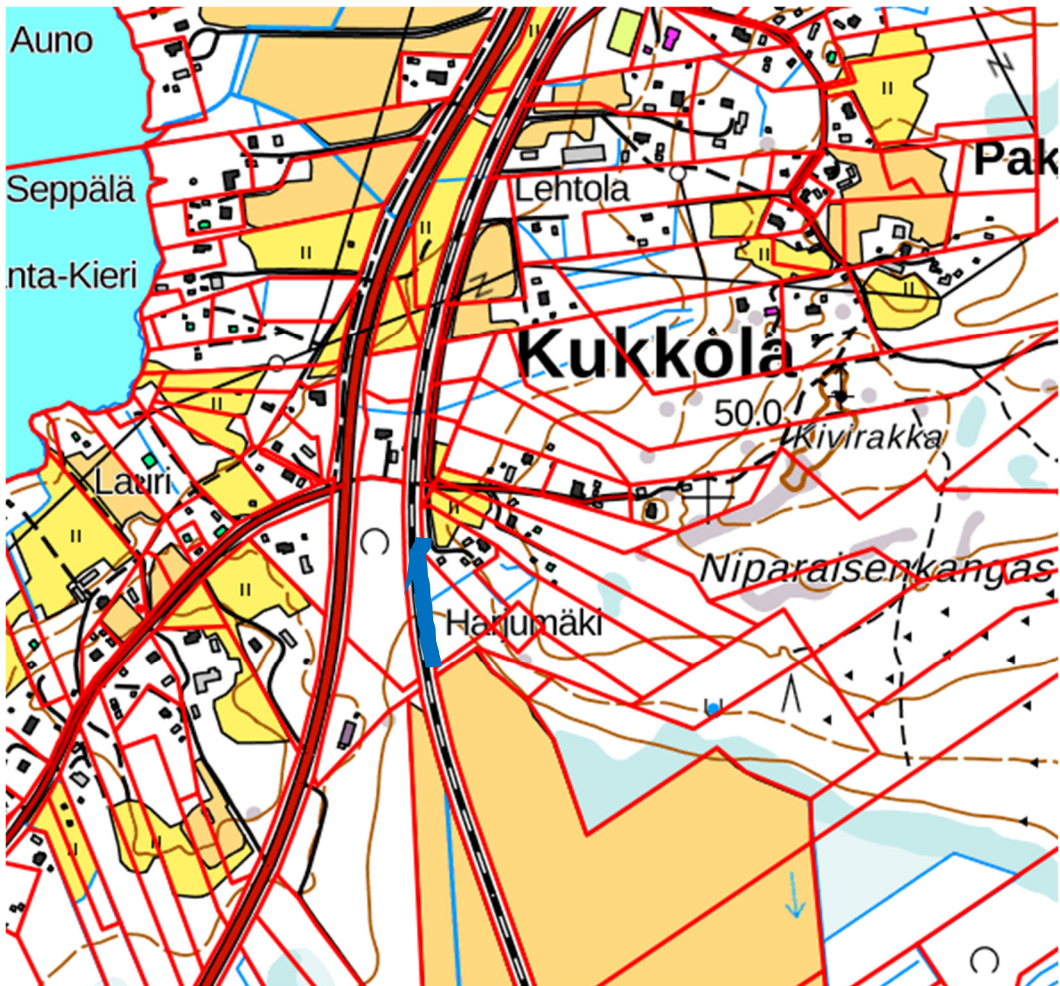 Auno
Pak
Seppälä
Lehtola
nta-Kieri
Kukkola
50.0
Kivirakka
Lauri
Niparaisenkangas
Harjumäki